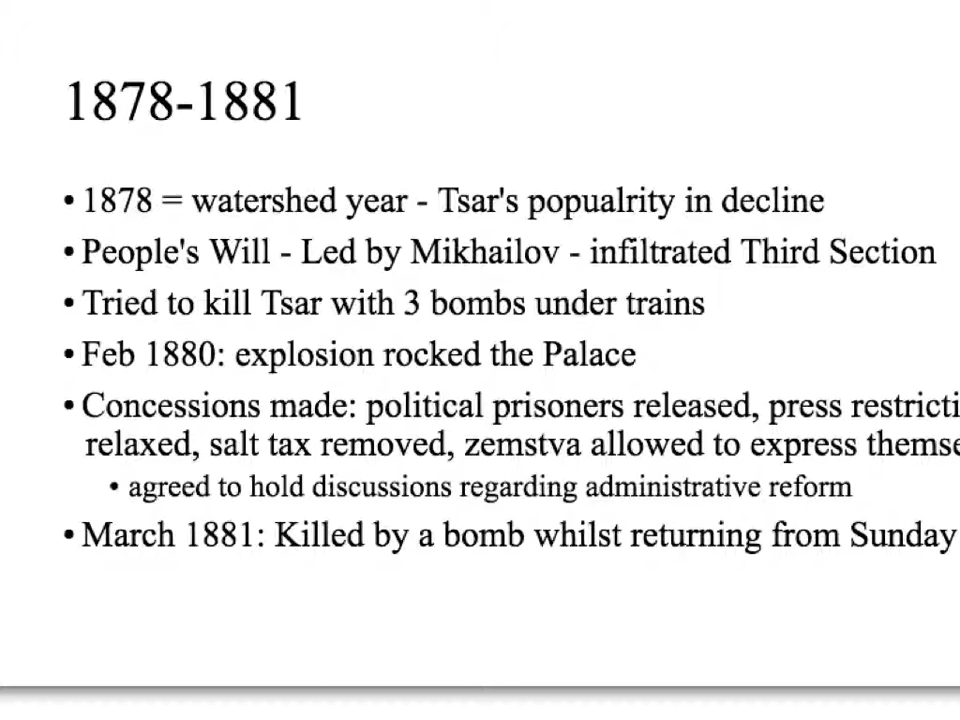 1878-1881
• 1878 = watershed year - Tsar's popualrity in decline
• People's Will - Led by Mikhailov - infiltrated Third Section
• Tried to kill Tsar with 3 bombs under trains
• Feb 1880: explosion rocked the Palace
• Concessions made: political prisoners released, press restricti
relaxed, salt tax removed, zemstva allowed to express themse
• agreed to hold discussions regarding administrative reform
• March 1881: Killed by a bomb whilst returning from Sunday